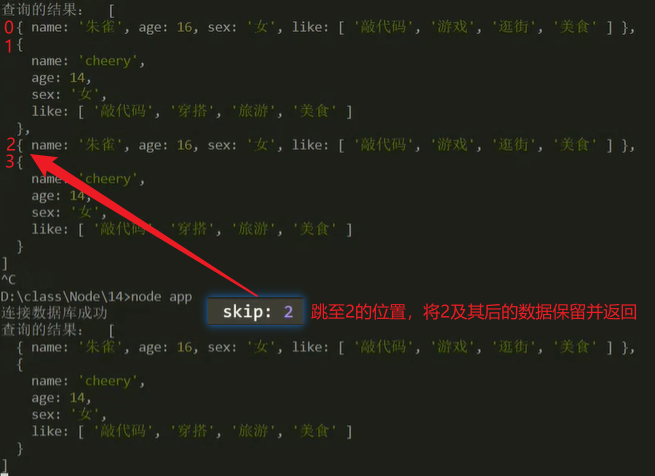 查询的结果： [
0{ name: '朱雀', age: 16, sex: '女', like: [ '敲代码', '游戏', '逛街', '美食' ] },
1{
name: 'cheery',
age: 14,
sex: '女',
like: [ '敲代码', '穿搭', '旅游', '美食' ]
},
2{ name: '朱雀', age: 16, sex: '女', like: [ '敲代码', '游戏', '逛街', '美食' ] },
3{
name: 'cheery',
age: 14,
sex: '女',
like: [ '敲代码', '穿搭', '旅游', '美食' ]
}
]
^C
D:\class\Node\14>node app
skip: 2 跳至2的位置，将2及其后的数据保留并返回
连接数据库成功
查询的结果： [
{ name: '朱雀', age: 16, sex: '女', like: [ '敲代码', '游戏', '逛街', '美食' ] },
{
name: 'cheery',
age: 14,
sex: '女',
like: [ '敲代码', '穿搭', '旅游', '美食' ]
}
]